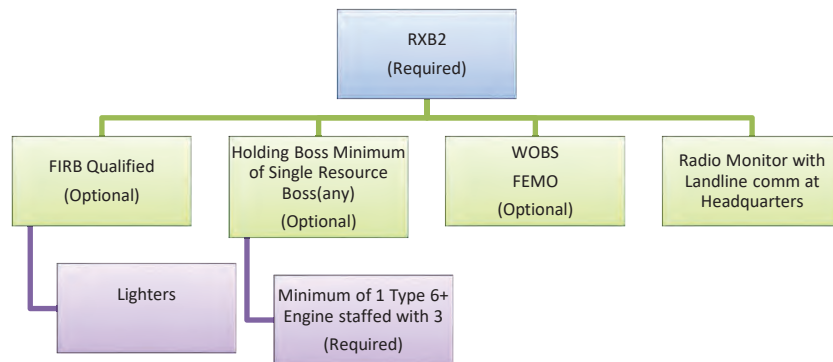 RXB2
(Required)
FIRB Qualified
(Optional)
Holding Boss Minimum
of Single Resource
Boss(any)
(Optional)
WOBS
FEMO
(Optional)
Radio Monitor with
Landline comm at
Headquarters
Lighters
Minimum of 1 Type 6+
Engine staffed with 3
(Required)